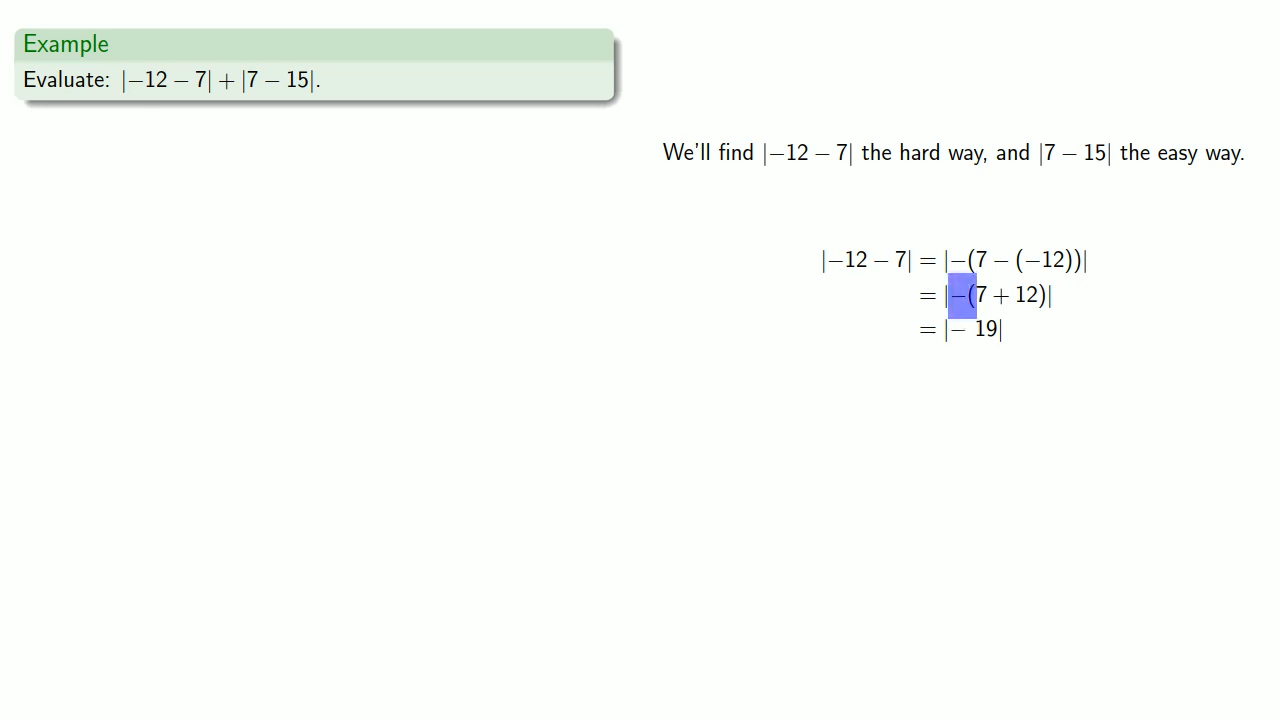 Example
Evaluate: |−12 − 7| + |7 − 15|.
We'll find |−12 − 7| the hard way, and |7 − 15| the easy way.
|−12 − 7| = |−(7 − (−12))|
= |−(7 + 12)|
= |− 19|